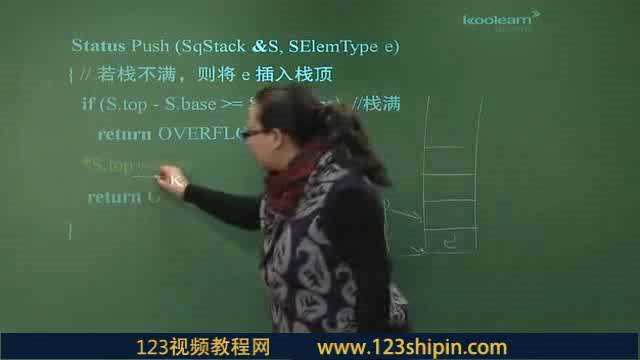 koolearn
Status Push (SqStack &S, SElemType e)
{ // 若栈不满，则将 e 插入栈顶
if (S.top - S.base >= //栈满
return OVERFLO
*S.top
return
}
e
123视频教程网 www.123shipin.com